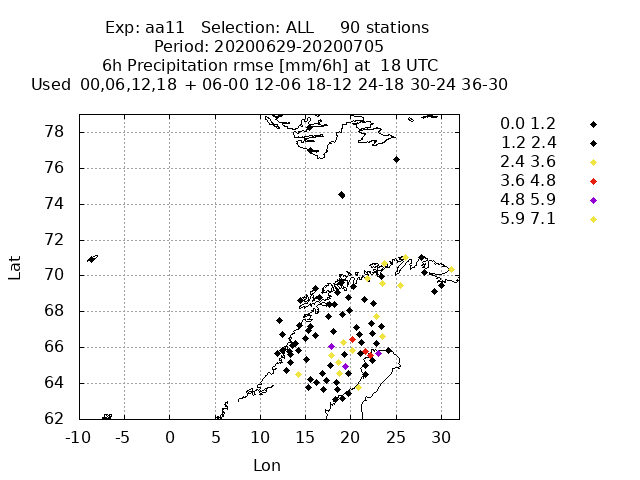 Exp: aa11 Selection: ALL 90 stations
Period: 20200629-20200705
6h Precipitation rmse [mm/6h] at 18 UTC
Used 00,06,12,18 + 06-00 12-06 18-12 24-18 30-24 36-30
0.0 1.2
1.2 2.4
2.4 3.6
3.6 4.8
4.8 5.9
5.9 7.1
Lat
78
76
74
72
70
68
66
64
62
-10 -5 0 5 10 15 20 25 30
Lon